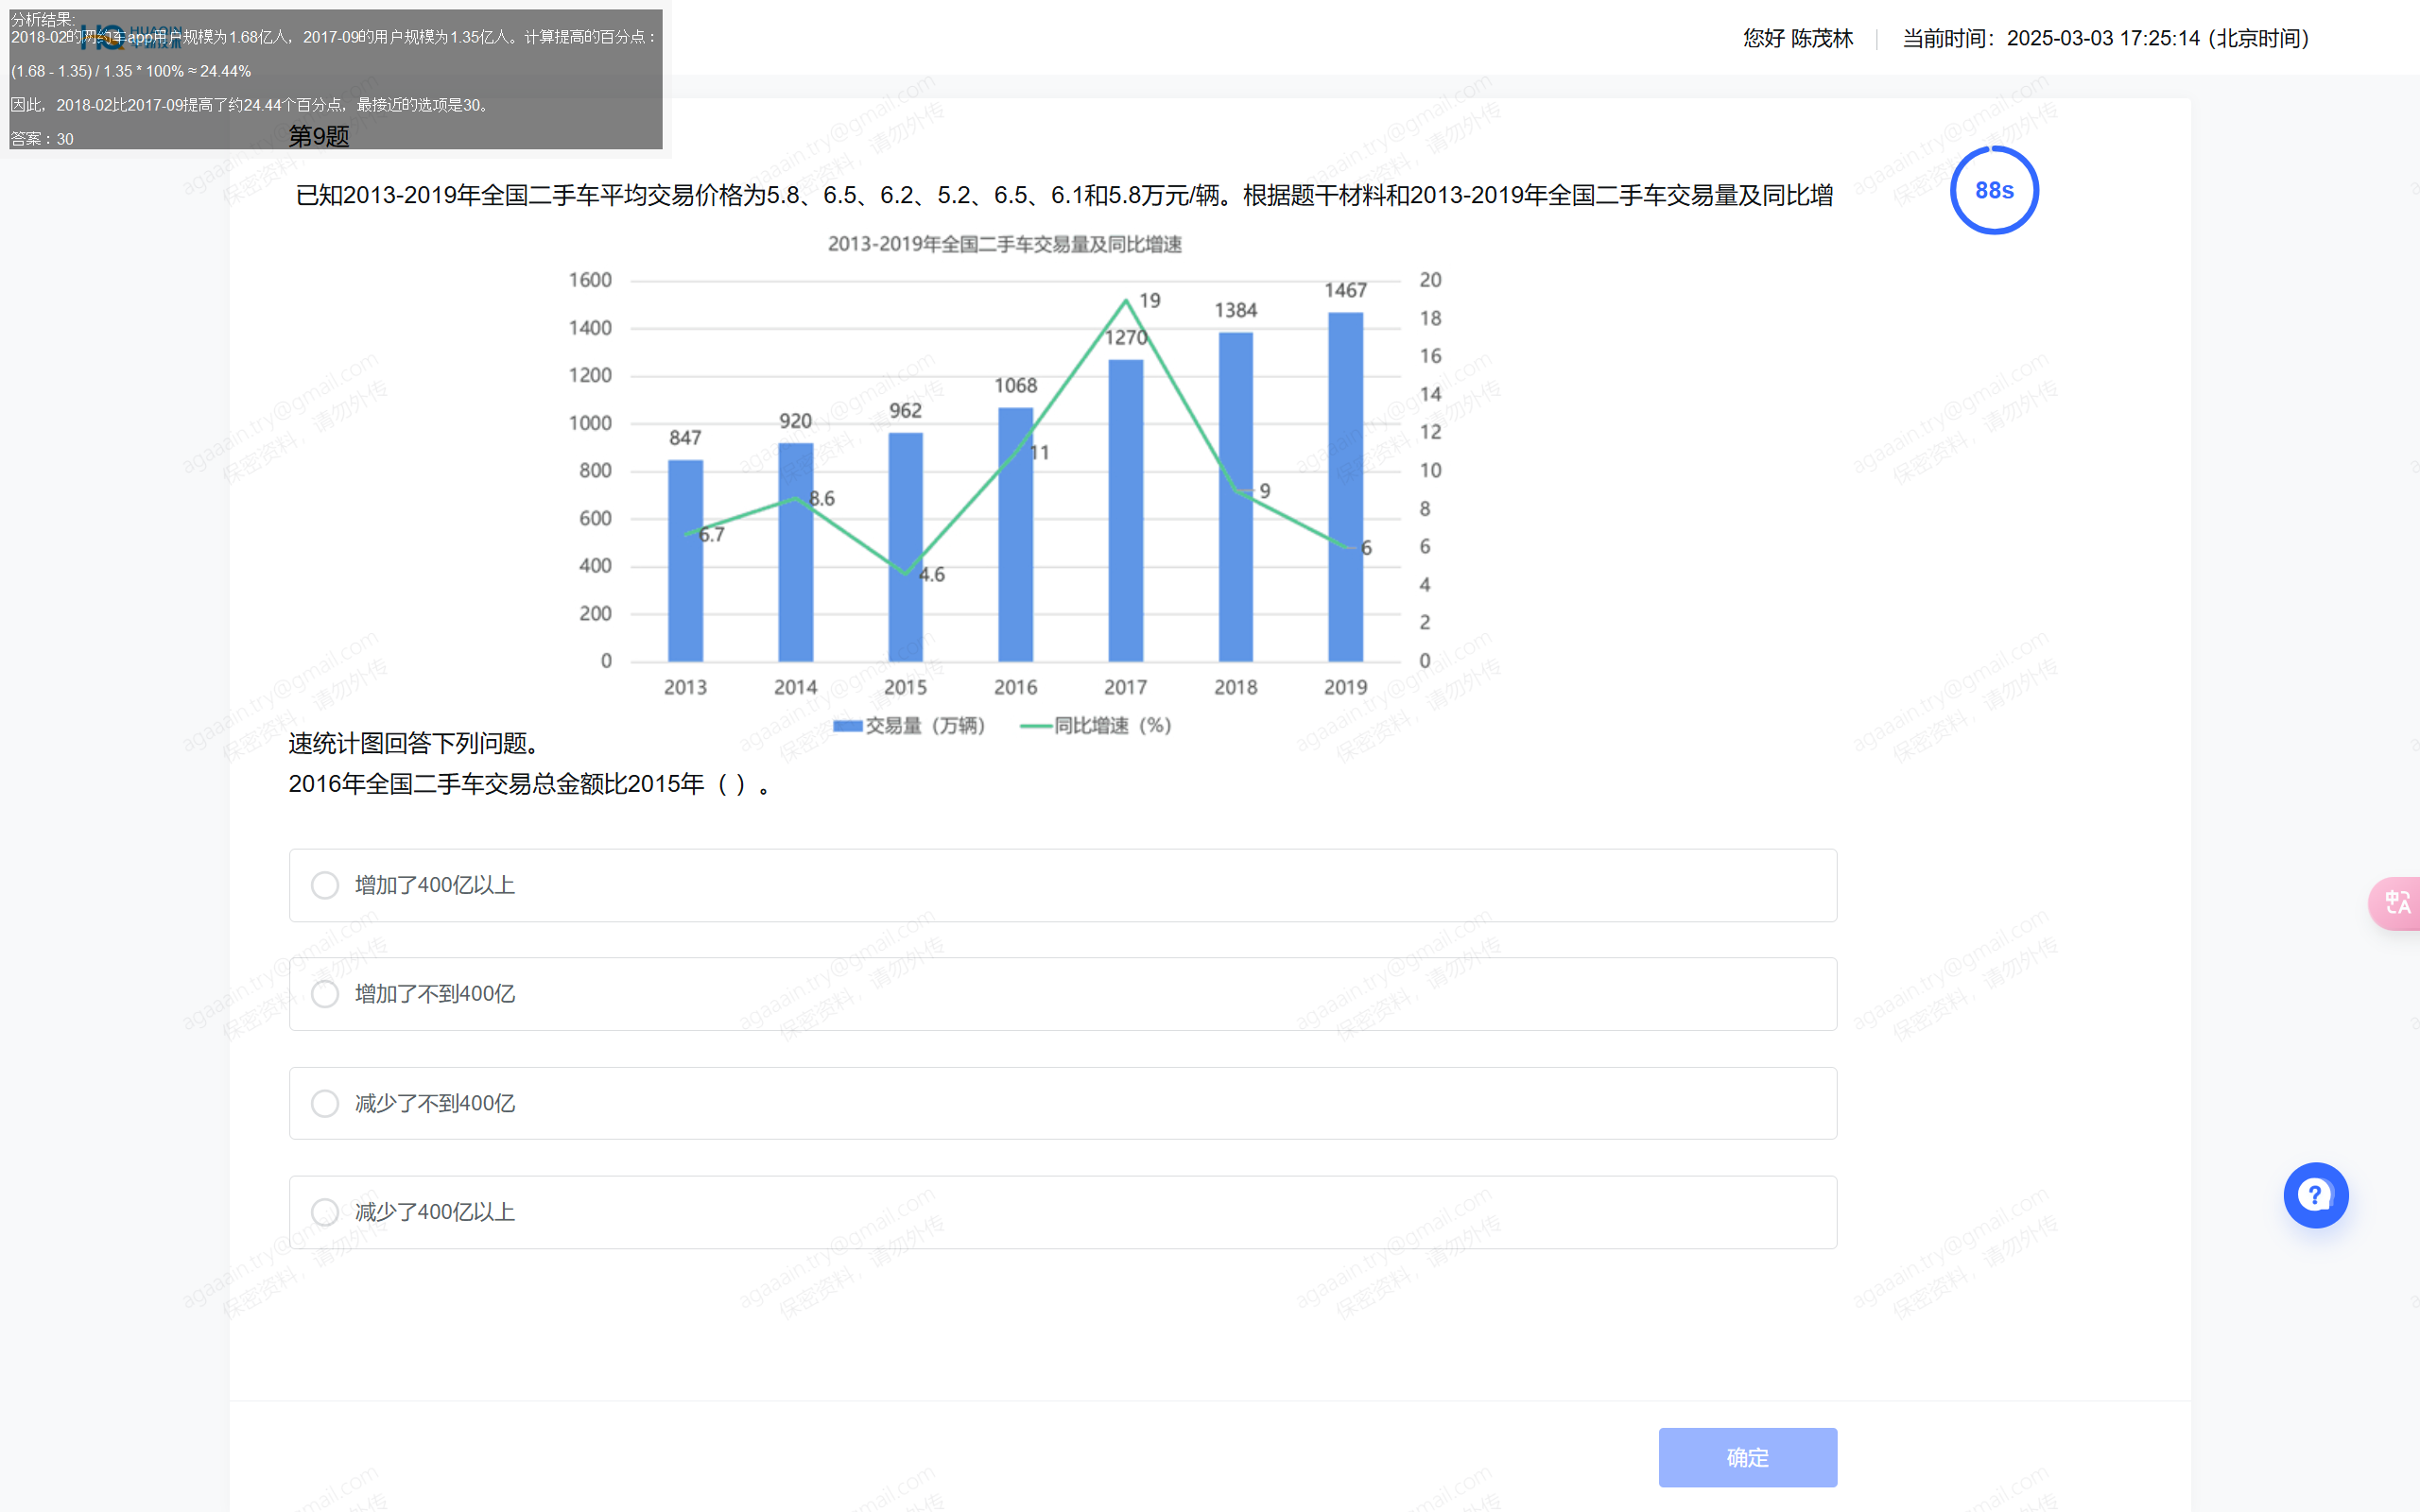 分析结果:
2018-02的网约车app用户规模为1.68亿人，2017-09的用户规模为1.35亿人。计算提高的百分点：
(1.68 - 1.35) / 1.35 * 100% ≈ 24.44%
因此，2018-02比2017-09提高了约24.44个百分点，最接近的选项是30。
答案：30
HQ HUAQIN
您好 陈茂林
当前时间：2025-03-03 17:25:14 (北京时间)
第9题
88s
已知2013-2019年全国二手车平均交易价格为5.8、6.5、6.2、5.2、6.5、6.1和5.8万元/辆。根据题干材料和2013-2019年全国二手车交易量及同比增
2013-2019年全国二手车交易量及同比增速
1600 20
1400 18
1200 16
1000 14
800 12
600 10
400 8
200 6
0 4
2
0
847 920 962 1068 1270 1384 1467
6.7 8.6 4.6 11 19 9 6
2013 2014 2015 2016 2017 2018 2019
交易量（万辆） 同比增速（%）
速统计图回答下列问题。
2016年全国二手车交易总金额比2015年（ ）。
增加了400亿以上
增加了不到400亿
减少了不到400亿
减少了400亿以上
确定
agaaain.try@gmail.com
保密资料，请勿外传